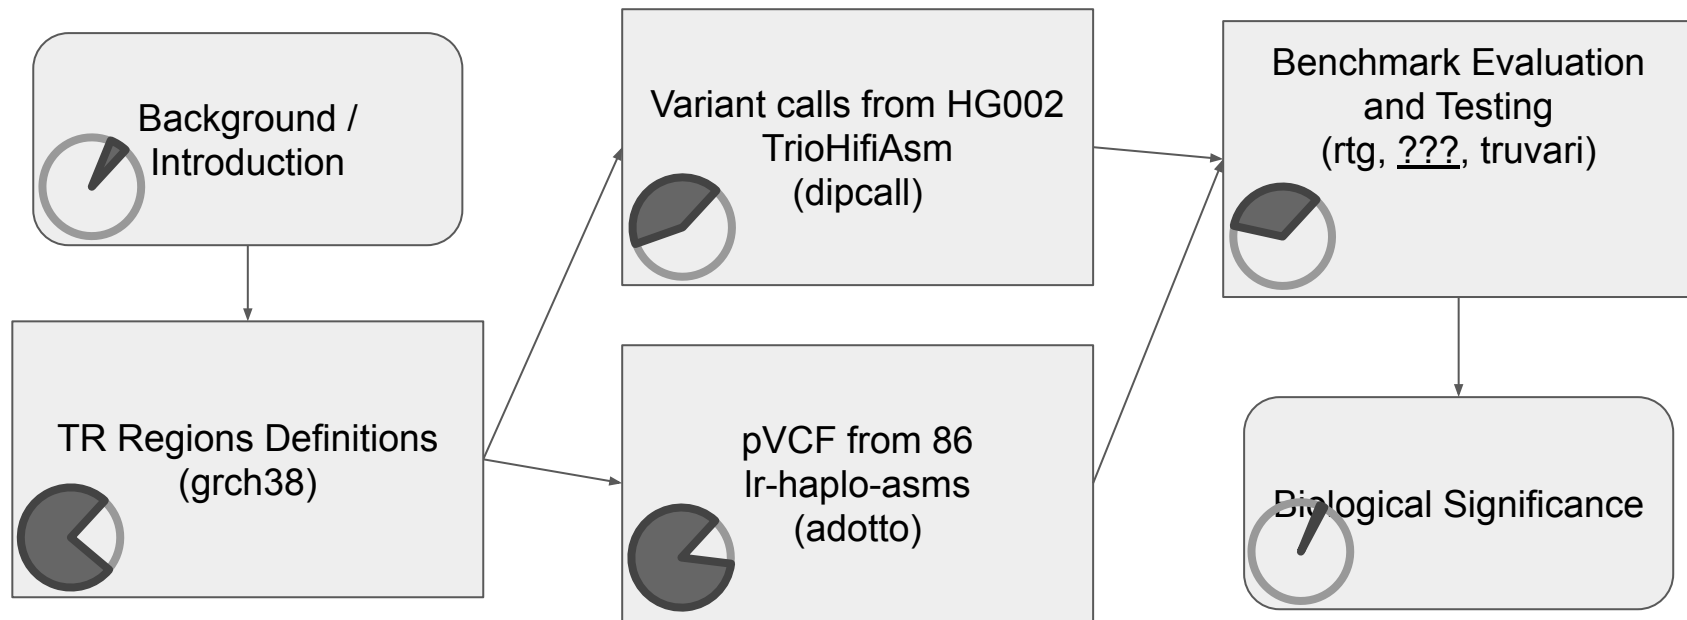 Background /
Introduction
TR Regions Definitions
(grch38)
Variant calls from HG002
TrioHifiAsm
(dipcall)
pVCF from 86
lr-haplo-asms
(adotto)
Benchmark Evaluation
and Testing
(rtg, ???, truvari)
Biological Significance